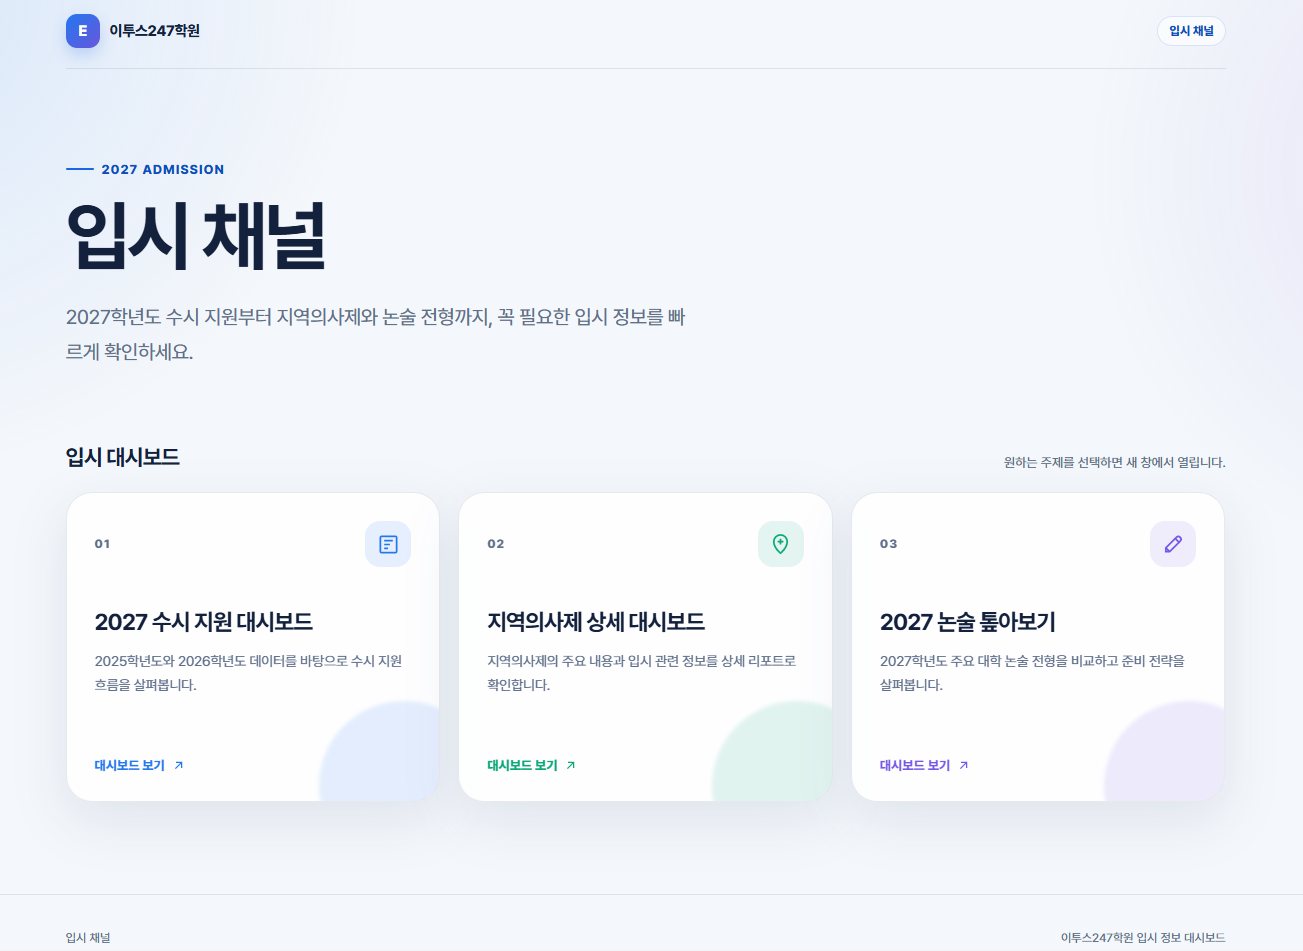 E 이투스247학원
입시 채널
2027 ADMISSION
입시 채널
2027학년도 수시 지원부터 지역의사제와 논술 전형까지, 꼭 필요한 입시 정보를 빠
르게 확인하세요.
입시 대시보드
원하는 주제를 선택하면 새 창에서 열립니다.
01
2027 수시 지원 대시보드
2025학년도와 2026학년도 데이터를 바탕으로 수시 지원
흐름을 살펴봅니다.
대시보드 보기
02
지역의사제 상세 대시보드
지역의사제의 주요 내용과 입시 관련 정보를 상세 리포트로
확인합니다.
대시보드 보기
03
2027 논술 톺아보기
2027학년도 주요 대학 논술 전형을 비교하고 준비 전략을
살펴봅니다.
대시보드 보기
입시 채널
이투스247학원 입시 정보 대시보드